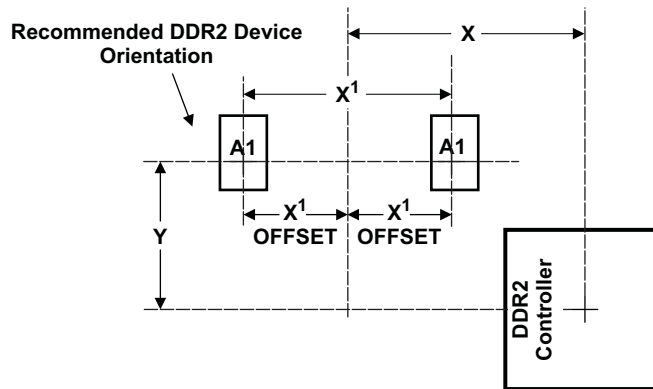 Recommended DDR2 Device
Orientation
X
X¹
A1
A1
X¹
OFFSET
X¹
OFFSET
Y
DDR2
Controller